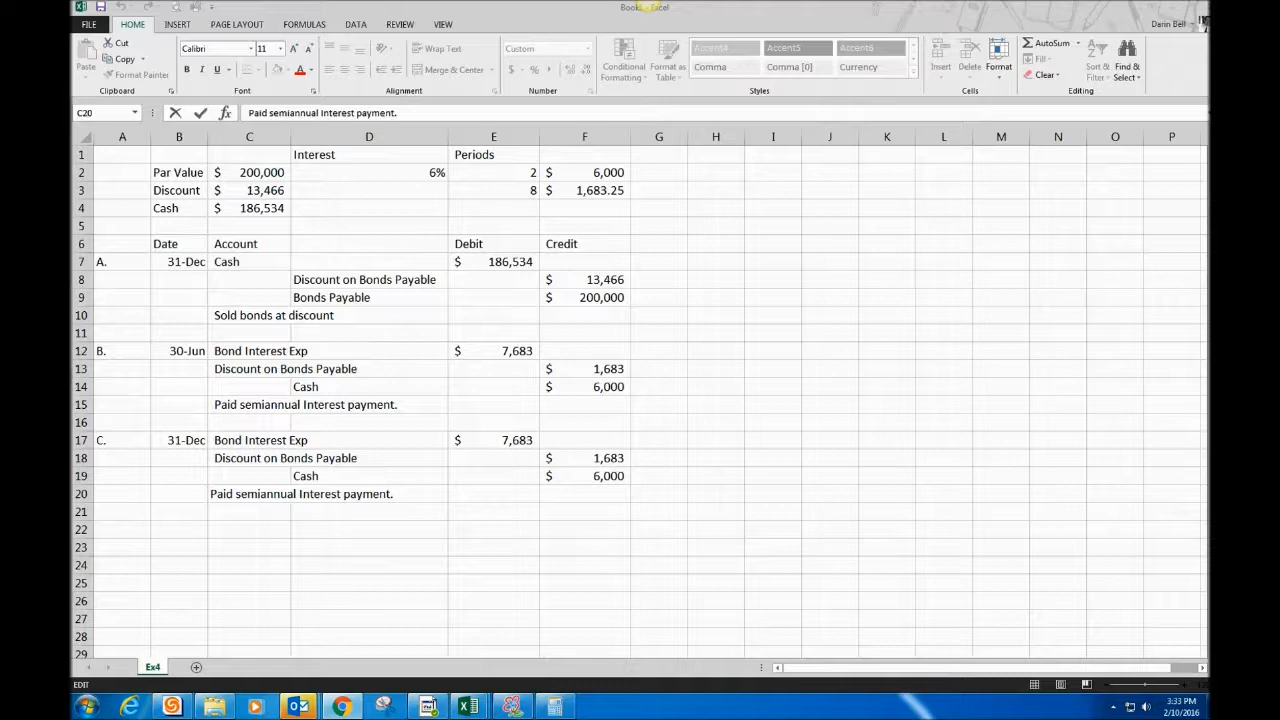 Book1 - Excel
FILE HOME INSERT PAGE LAYOUT FORMULAS DATA REVIEW VIEW Darin Bell
Paste Cut Copy Format Painter Calibri 11 B I U Wrap Text Merge & Center Custom $ % , Conditional Formatting Format as Table Accent4 Accent5 Accent6 Comma Comma [0] Currency Insert Delete Format AutoSum Fill Clear Sort & Filter Find & Select
Clipboard Font Alignment Number Styles Cells Editing
C20 fx Paid semiannual Interest payment.
A B C D E F G H I J K L M N O P
1 Interest Periods
2 Par Value $ 200,000 6% 2 $ 6,000
3 Discount $ 13,466 8 $ 1,683.25
4 Cash $ 186,534
5
6 Date Account Debit Credit
7 A. 31-Dec Cash $ 186,534
8 Discount on Bonds Payable $ 13,466
9 Bonds Payable $ 200,000
10 Sold bonds at discount
11
12 B. 30-Jun Bond Interest Exp $ 7,683
13 Discount on Bonds Payable $ 1,683
14 Cash $ 6,000
15 Paid semiannual Interest payment.
16
17 C. 31-Dec Bond Interest Exp $ 7,683
18 Discount on Bonds Payable $ 1,683
19 Cash $ 6,000
20 Paid semiannual Interest payment.
21
22
23
24
25
26
27
28
29
Ex4
EDIT
3:33 PM
2/10/2016